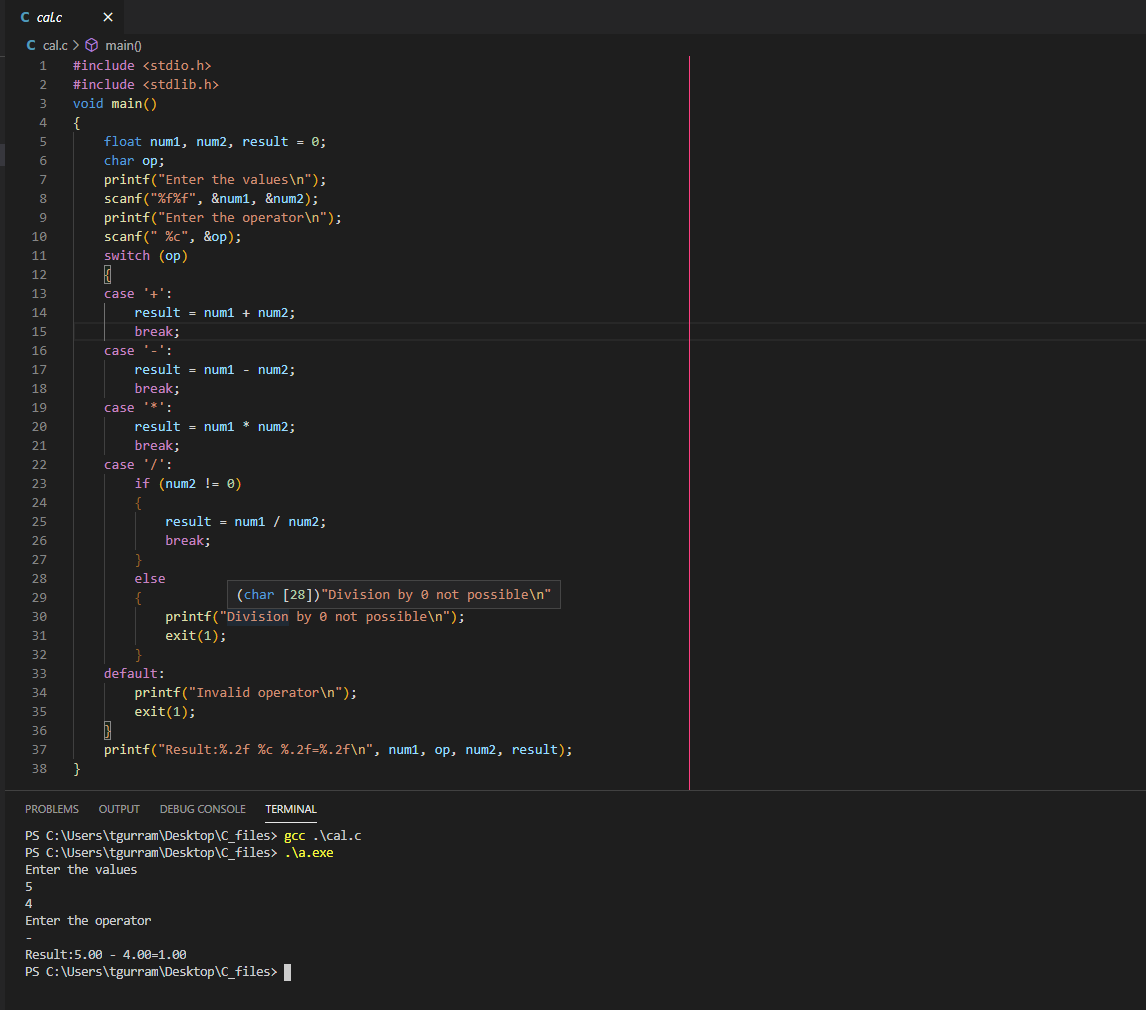 C cal.c ×
C cal.c > main()
1 #include <stdio.h>
2 #include <stdlib.h>
3 void main()
4 {
5     float num1, num2, result = 0;
6     char op;
7     printf("Enter the values\n");
8     scanf("%f%f", &num1, &num2);
9     printf("Enter the operator\n");
10     scanf(" %c", &op);
11     switch (op)
12     {
13     case '+':
14         result = num1 + num2;
15         break;
16     case '-':
17         result = num1 - num2;
18         break;
19     case '*':
20         result = num1 * num2;
21         break;
22     case '/':
23         if (num2 != 0)
24         {
25             result = num1 / num2;
26             break;
27         }
28         else
29         {
(char [28])"Division by 0 not possible\n"
30             printf("Division by 0 not possible\n");
31             exit(1);
32         }
33     default:
34         printf("Invalid operator\n");
35         exit(1);
36     }
37     printf("Result:%.2f %c %.2f=%.2f\n", num1, op, num2, result);
38 }
PROBLEMS OUTPUT DEBUG CONSOLE TERMINAL
PS C:\Users\tgurram\Desktop\C_files> gcc .\cal.c
PS C:\Users\tgurram\Desktop\C_files> .\a.exe
Enter the values
5
4
Enter the operator
-
Result:5.00 - 4.00=1.00
PS C:\Users\tgurram\Desktop\C_files>